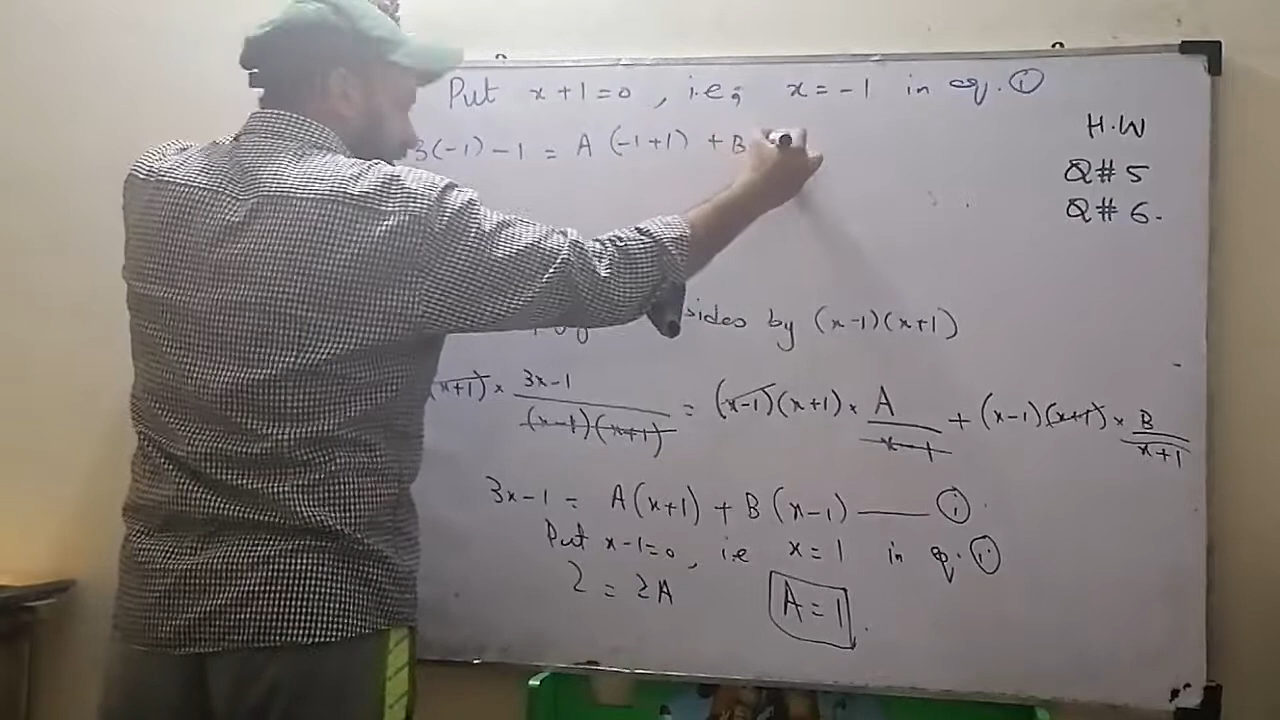 Put x+1=0 , i.e; x=-1 in eq. (i)
3(-1)-1 = A(-1+1) + B
H.W
Q# 5
Q# 6.
sides by (x-1)(x+1)
x+1) × 3x-1/(x-1)(x+1) = (x-1)(x+1) × A/x-1 + (x-1)(x+1) × B/x+1
3x-1 = A(x+1) + B(x-1) — (i)
Put x-1=0, i.e x=1 in eq. (i)
2 = 2A A=1.